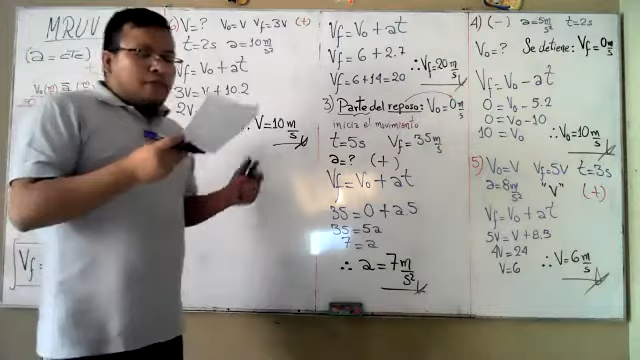 MRUV
(a = cte)
V0(m/s)
Vf =
6) V = ? V0 = V Vf = 3V (+)
t = 2s a = 10 m/s²
Vf = V0 + at
3V = V + 10.2
2V
∴ V = 10 m/s
Vf = V0 + at
Vf = 6 + 2.7
Vf = 6 + 14 = 20
∴ Vf = 20 m/s
3) Parte del reposo: V0 = 0 m/s
inicia el movimiento
t = 5s Vf = 35 m/s
a = ? (+)
Vf = V0 + at
35 = 0 + a5
35 = 5a
7 = a
∴ a = 7 m/s²
4) (-) a = 5 m/s² t = 2s
V0 = ? Se detiene: Vf = 0 m/s
Vf = V0 - at
0 = V0 - 5.2
0 = V0 - 10
10 = V0
∴ V0 = 10 m/s
5) V0 = V Vf = 5V t = 3s
a = 8 m/s² "V" (+)
Vf = V0 + at
5V = V + 8.3
4V = 24
V = 6
∴ V = 6 m/s